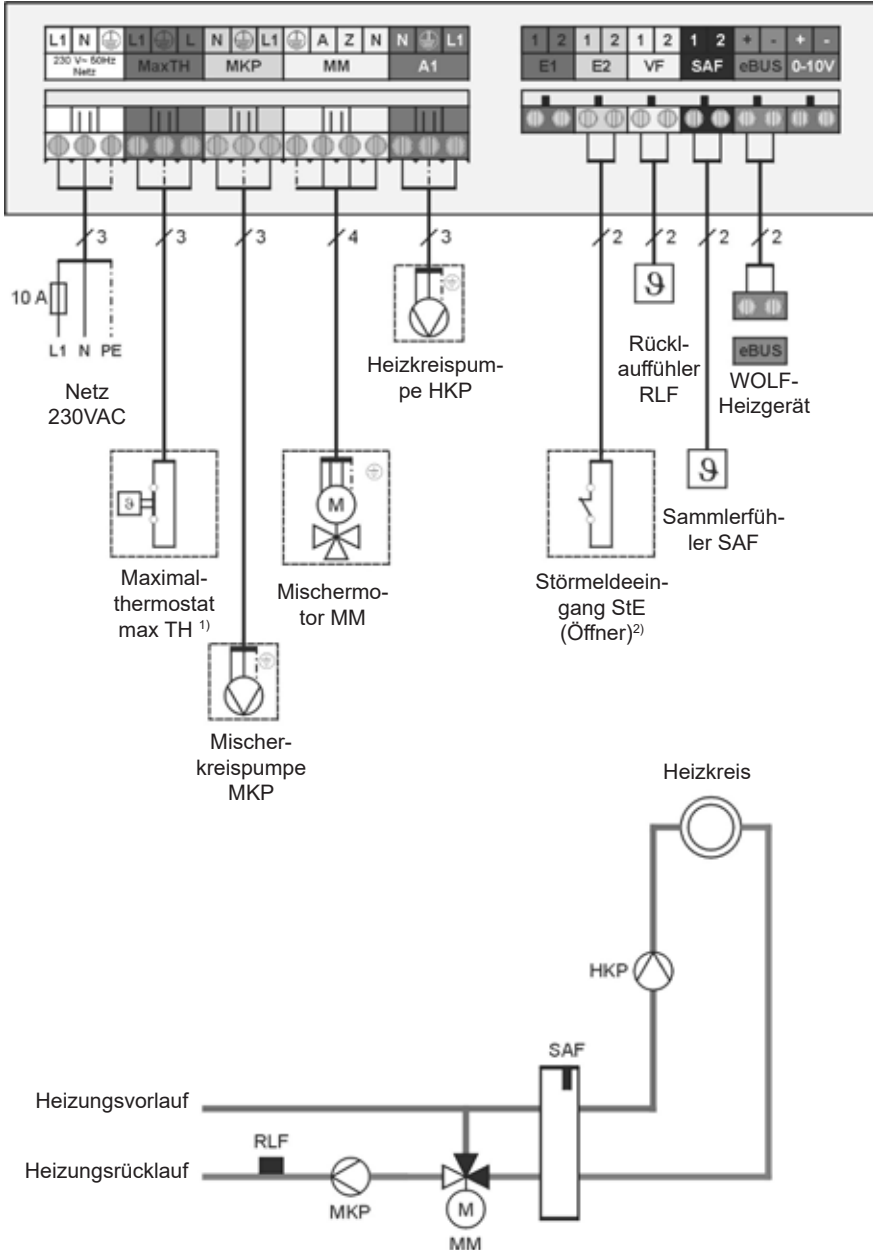 L1 N L1 L N L1 A Z N N L1
230 V~ 50Hz
Netz
MaxTH MKP MM A1
1 2 1 2 1 2 1 2 + - + -
E1 E2 VF SAF eBUS 0-10V
3 3 3 4 3 2 2 2 2
10 A
L1 N PE
Netz
230VAC
Heizkreispum-
pe HKP
ϑ
Rückl-
auffühler
RLF
eBUS
WOLF-
Heizgerät
ϑ
Maximal-
thermostat
max TH 1)
M
Mischermo-
tor MM
Störmeldeein-
gang StE
(Öffner)2)
ϑ
Sammlerfüh-
ler SAF
Mischer-
kreispumpe
MKP
Heizkreis
HKP
SAF
Heizungsvorlauf
RLF
Heizungsrücklauf
MKP
M
MM